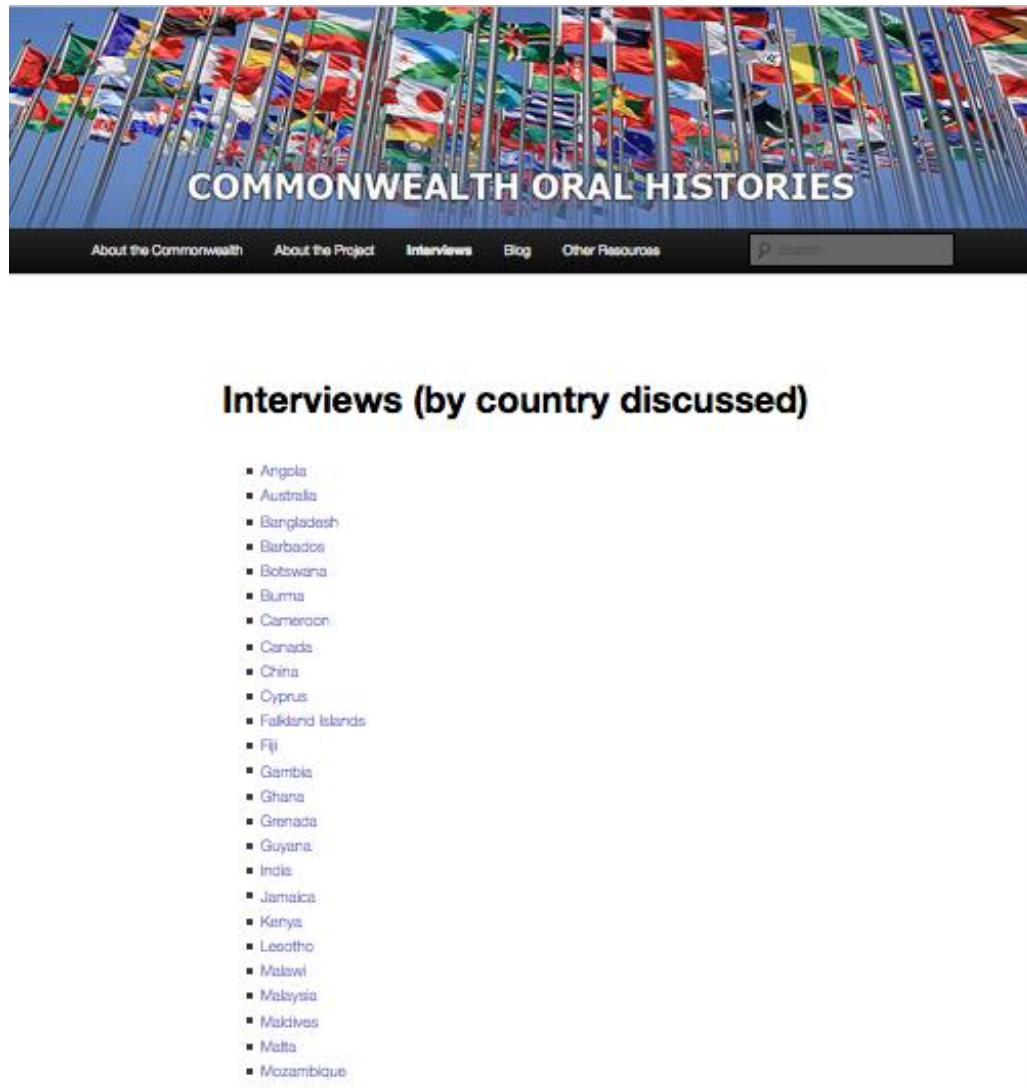 COMMONWEALTH ORAL HISTORIES
About the Commonwealth About the Project Interviews Blog Other Resources Search
Interviews (by country discussed)
Angola
Australia
Bangladesh
Barbados
Botswana
Burma
Cameroon
Canada
China
Cyprus
Falkland Islands
Fiji
Gambia
Ghana
Grenada
Guyana
India
Jamaica
Kenya
Lesotho
Malawi
Malaysia
Maldives
Malta
Mozambique